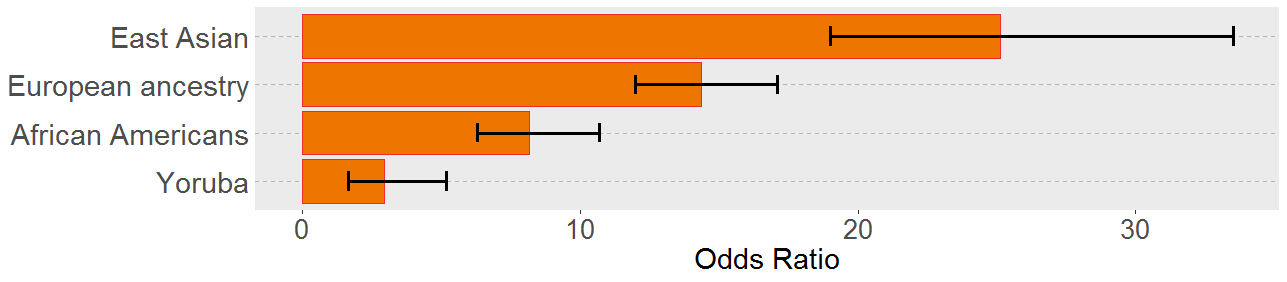 East Asian
European ancestry
African Americans
Yoruba
0 10 20 30
Odds Ratio